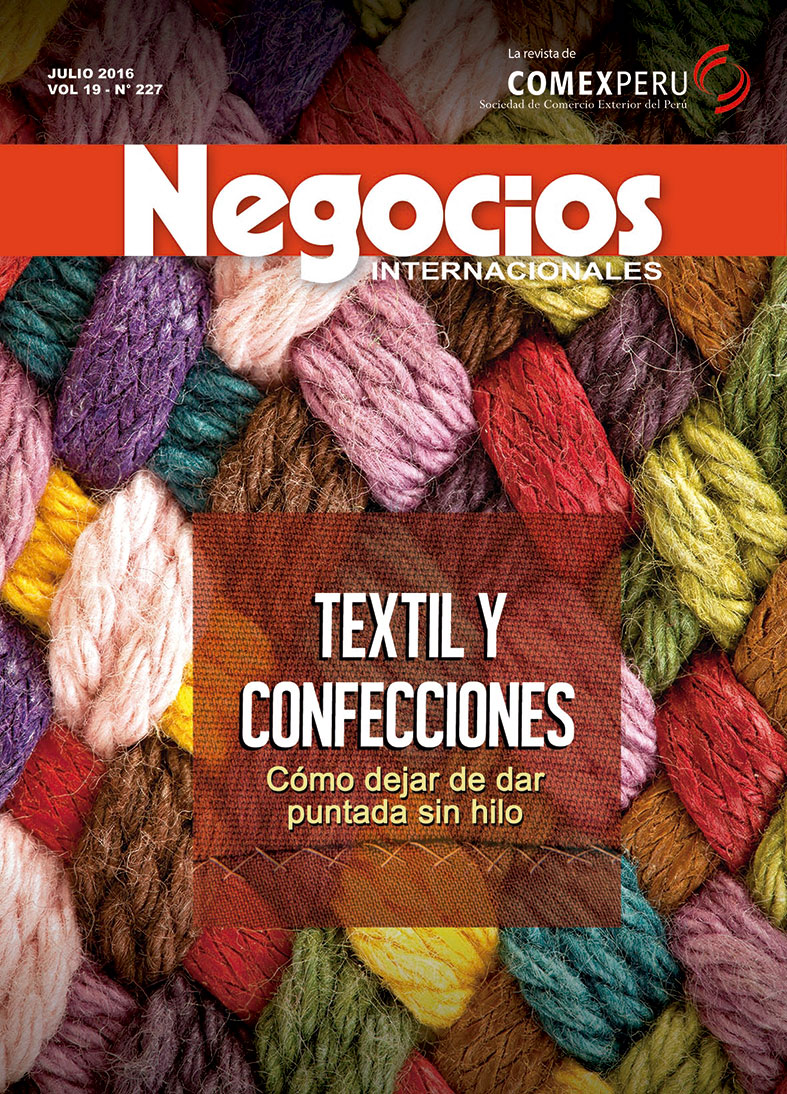 JULIO 2016
VOL 19 - N° 227
La revista de
COMEXPERU
Sociedad de Comercio Exterior del Perú
Negocios
INTERNACIONALES
TEXTIL Y
CONFECCIONES
Cómo dejar de dar
puntada sin hilo